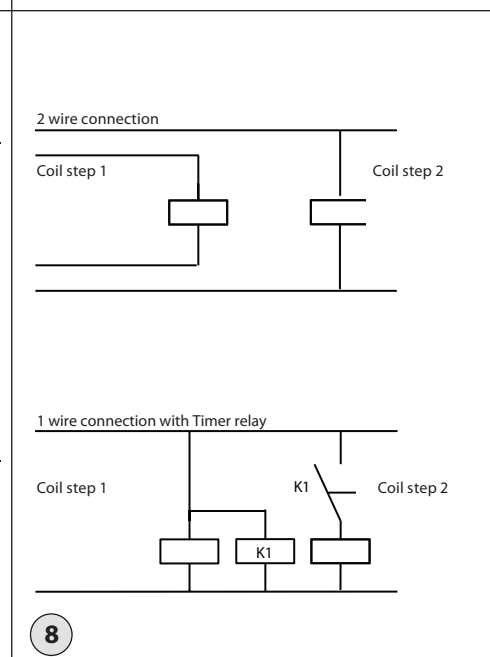 2 wire connection
Coil step 1
Coil step 2
1 wire connection with Timer relay
Coil step 1
K1
Coil step 2
K1
8